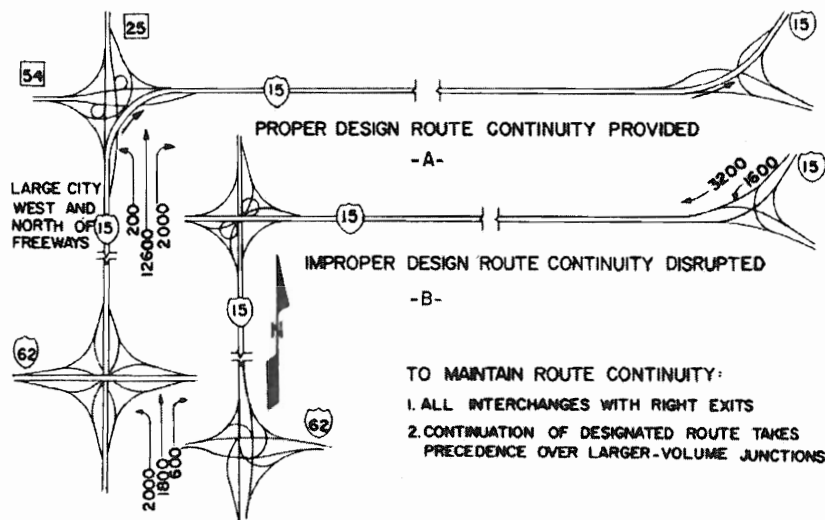 25
54
15
15
PROPER DESIGN ROUTE CONTINUITY PROVIDED
-A-
LARGE CITY
WEST AND
NORTH OF
FREEWAYS
15
200
12600
2000
15
3200
1600
15
IMPROPER DESIGN ROUTE CONTINUITY DISRUPTED
-B-
15
N
62
62
2000
1800
600
TO MAINTAIN ROUTE CONTINUITY:
1. ALL INTERCHANGES WITH RIGHT EXITS
2. CONTINUATION OF DESIGNATED ROUTE TAKES
PRECEDENCE OVER LARGER-VOLUME JUNCTIONS